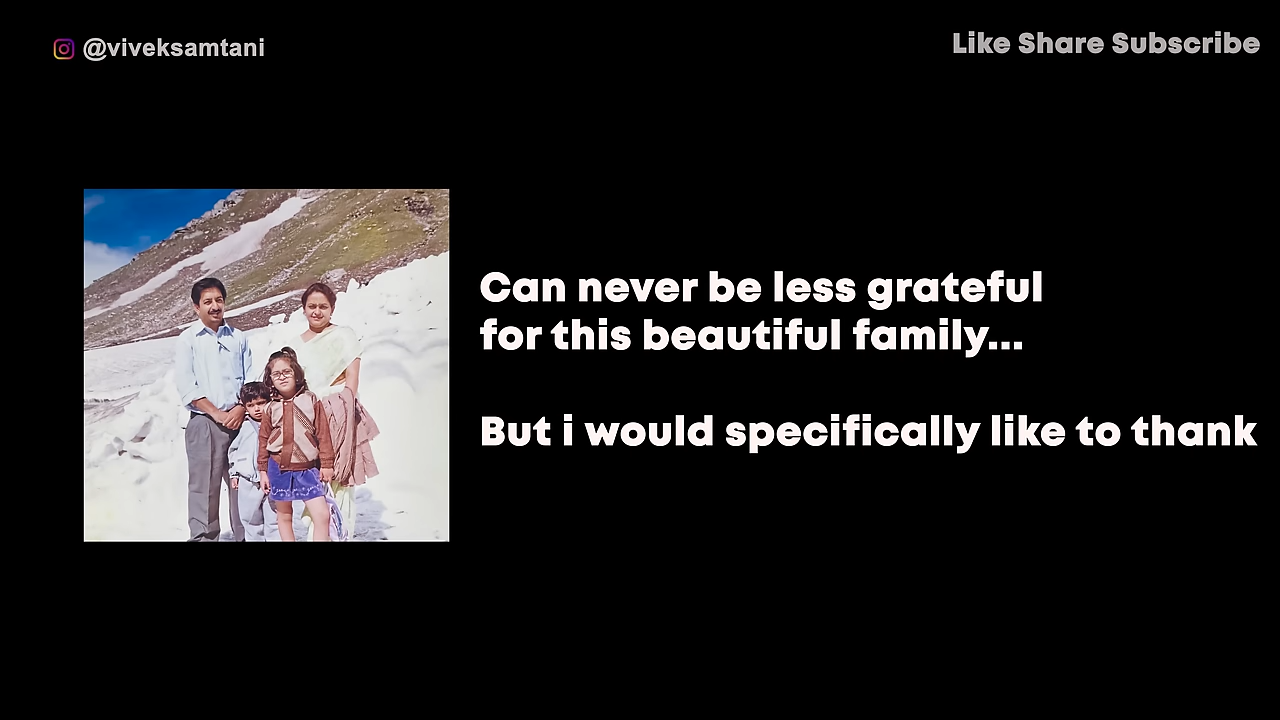 @viveksamtani
Like Share Subscribe
Can never be less grateful
for this beautiful family...
But i would specifically like to thank